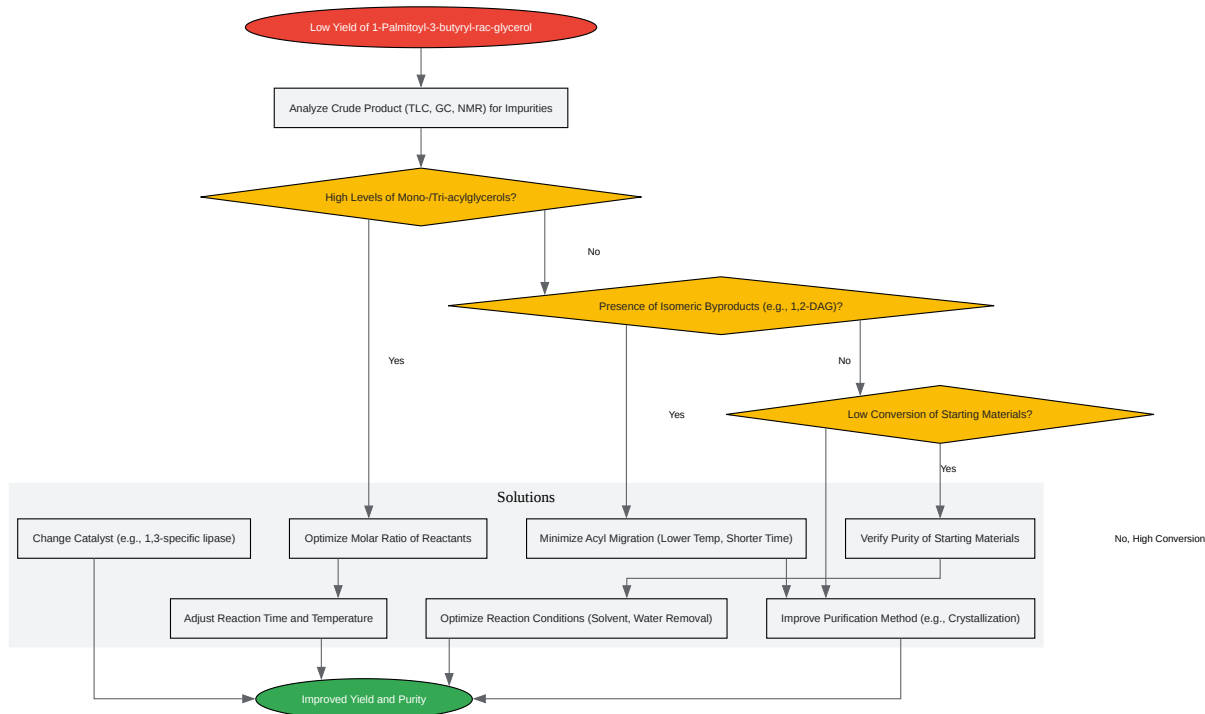 Low Yield of 1-Palmitoyl-3-butyryl-rac-glycerol
Analyze Crude Product (TLC, GC, NMR) for Impurities
High Levels of Mono-/Tri-acylglycerols?
No
Presence of Isomeric Byproducts (e.g., 1,2-DAG)?
Yes
No
Yes
Low Conversion of Starting Materials?
Yes
Solutions
Change Catalyst (e.g., 1,3-specific lipase)
Optimize Molar Ratio of Reactants
Minimize Acyl Migration (Lower Temp, Shorter Time)
Verify Purity of Starting Materials
No, High Conversion
Adjust Reaction Time and Temperature
Optimize Reaction Conditions (Solvent, Water Removal)
Improve Purification Method (e.g., Crystallization)
Improved Yield and Purity